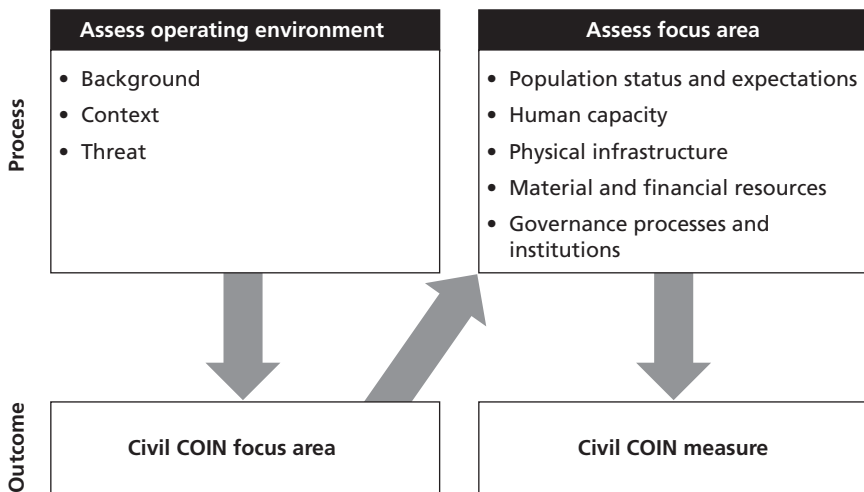 Process
Assess operating environment
• Background
• Context
• Threat
Assess focus area
• Population status and expectations
• Human capacity
• Physical infrastructure
• Material and financial resources
• Governance processes and
institutions
Outcome
Civil COIN focus area
Civil COIN measure